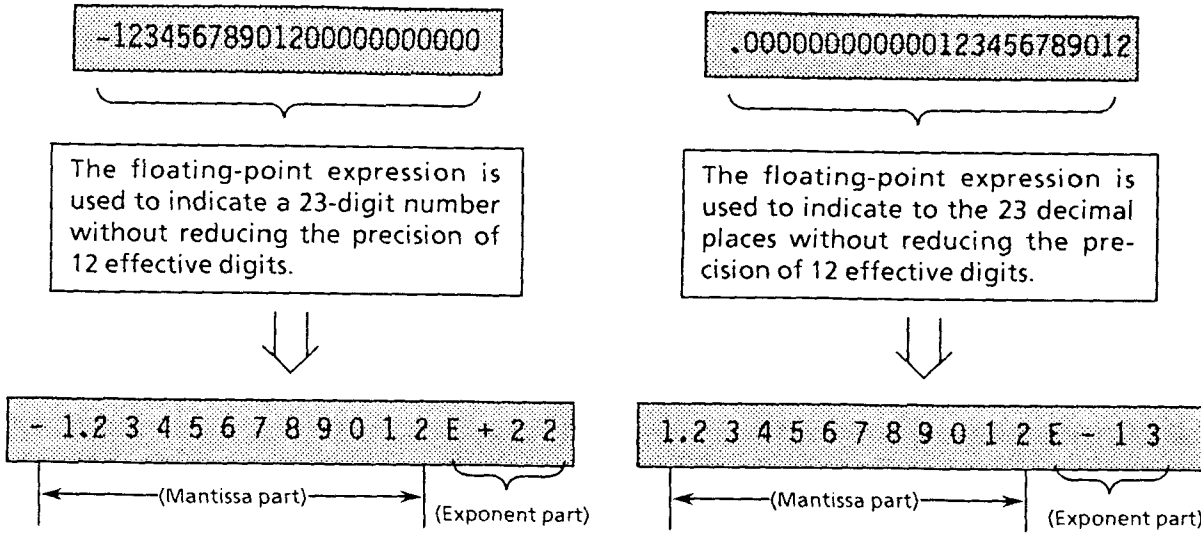 -12345678901200000000000
The floating-point expression is
used to indicate a 23-digit number
without reducing the precision of
12 effective digits.
- 1.2 3 4 5 6 7 8 9 0 1 2 E + 2 2
(Mantissa part)
(Exponent part)
.000000000000123456789012
The floating-point expression is
used to indicate to the 23 decimal
places without reducing the pre-
cision of 12 effective digits.
1.2 3 4 5 6 7 8 9 0 1 2 E - 1 3
(Mantissa part)
(Exponent part)